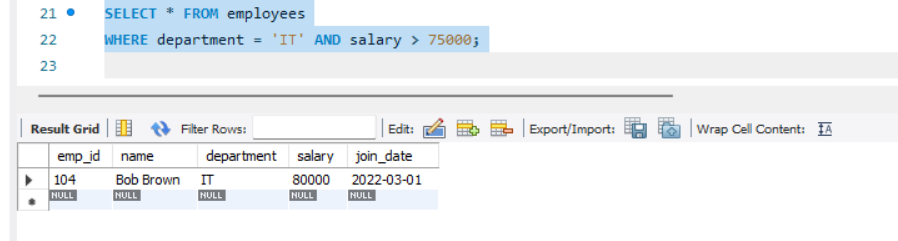 21 SELECT * FROM employees
22 WHERE department = 'IT' AND salary > 75000;
23
Result Grid Filter Rows: Edit: Export/Import: Wrap Cell Content: IA
emp_id name department salary join_date
104 Bob Brown IT 80000 2022-03-01
NULL NULL NULL NULL NULL